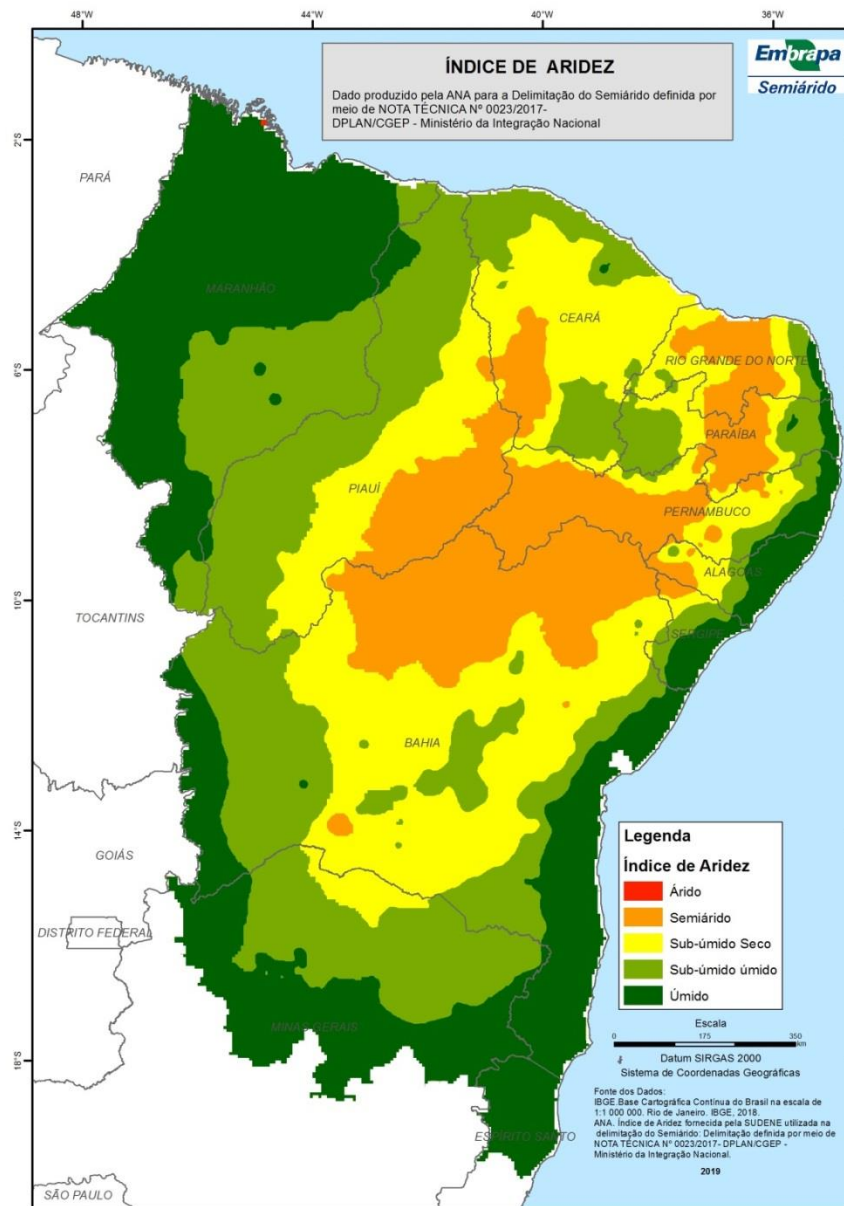 48°W
44°W
40°W
36°W
ÍNDICE DE ARIDEZ
Dado produzido pela ANA para a Delimitação do Semiárido definida por
meio de NOTA TÉCNICA Nº 0023/2017-
DPLAN/CGEP - Ministério da Integração Nacional
Embrapa
Semiárido
2°S
PARÁ
MARANHÃO
CEARÁ
RIO GRANDE DO NORTE
6°S
PARAÍBA
PIAUÍ
PERNAMBUCO
ALAGOAS
10°S
TOCANTINS
SERGIPE
BAHIA
14°S
GOIÁS
DISTRITO FEDERAL
MINAS GERAIS
18°S
ESPÍRITO SANTO
SÃO PAULO
Legenda
Índice de Aridez
Árido
Semiárido
Sub-úmido Seco
Sub-úmido úmido
Úmido
Escala
0 175 350
km
Datum SIRGAS 2000
Sistema de Coordenadas Geográficas
Fonte dos Dados:
IBGE.Base Cartográfica Contínua do Brasil na escala de
1:1 000 000. Rio de Janeiro. IBGE, 2018.
ANA. Índice de Aridez fornecida pela SUDENE utilizada na
delimitação do Semiárido: Delimitação definida por meio de
NOTA TÉCNICA Nº 0023/2017- DPLAN/CGEP -
Ministério da Integração Nacional.
2019